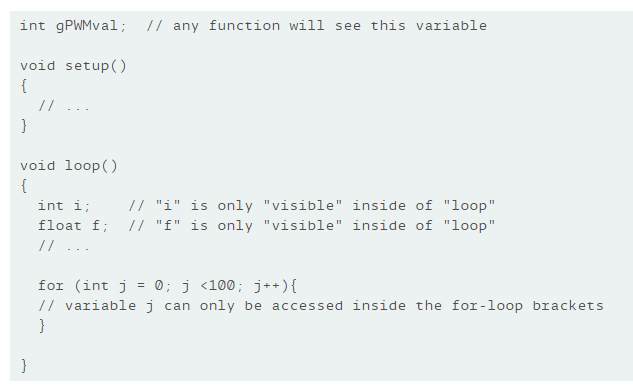 int gPWMval;  // any function will see this variable

void setup()
{
  // ...
}

void loop()
{
  int i;    // "i" is only "visible" inside of "loop"
  float f;  // "f" is only "visible" inside of "loop"
  // ...

  for (int j = 0; j <100; j++){
  // variable j can only be accessed inside the for-loop brackets
  }

}